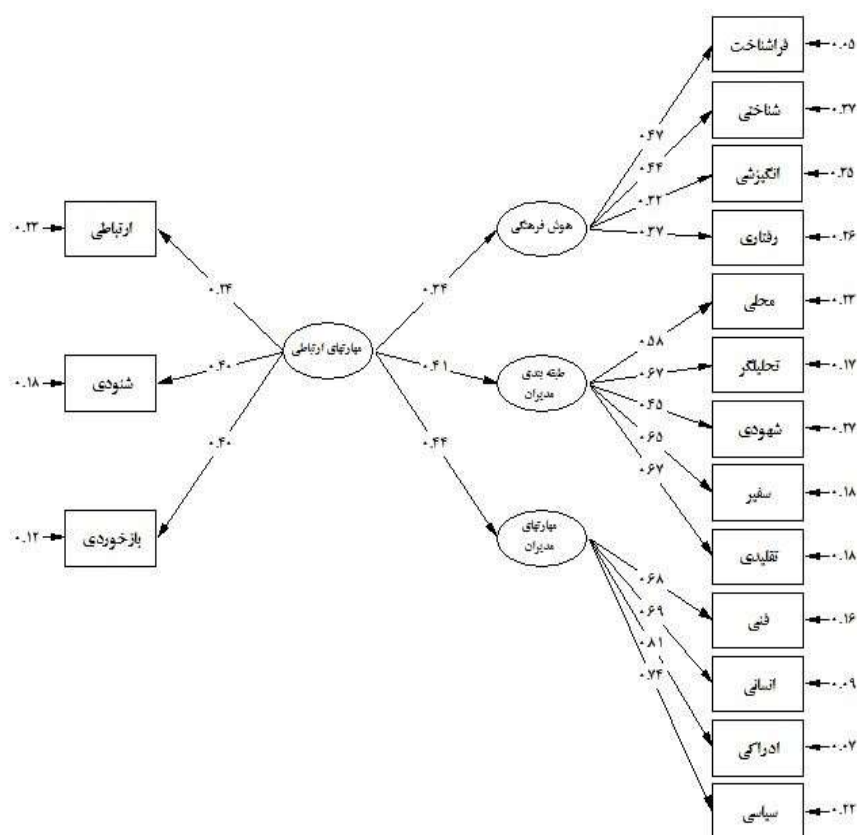 فراشناخت
۰.۰۵
شناختی
۰.۲۷
انگیزشی
۰.۲۵
رفتاری
۰.۲۶
محلی
۰.۲۳
تحلیلگر
۰.۱۷
شهودی
۰.۲۷
سفیر
۰.۱۸
تقلیدی
۰.۱۸
فنی
۰.۱۶
انسانی
۰.۰۹
ادراکی
۰.۰۷
سیاسی
۰.۲۲
۰.۴۷
۰.۴۴
۰.۳۲
۰.۳۷
هوش فرهنگی
۰.۵۸
۰.۶۷
۰.۴۵
۰.۶۵
۰.۶۷
طبقه بندی
مدیران
۰.۶۸
۰.۶۹
۰.۸۱
۰.۷۴
مهارتهای
مدیران
۰.۳۴
۰.۴۱
۰.۴۴
مهارتهای ارتباطی
۰.۳۴
۰.۴۰
۰.۴۰
ارتباطی
۰.۲۳
شنودی
۰.۱۸
بازخوردی
۰.۱۲